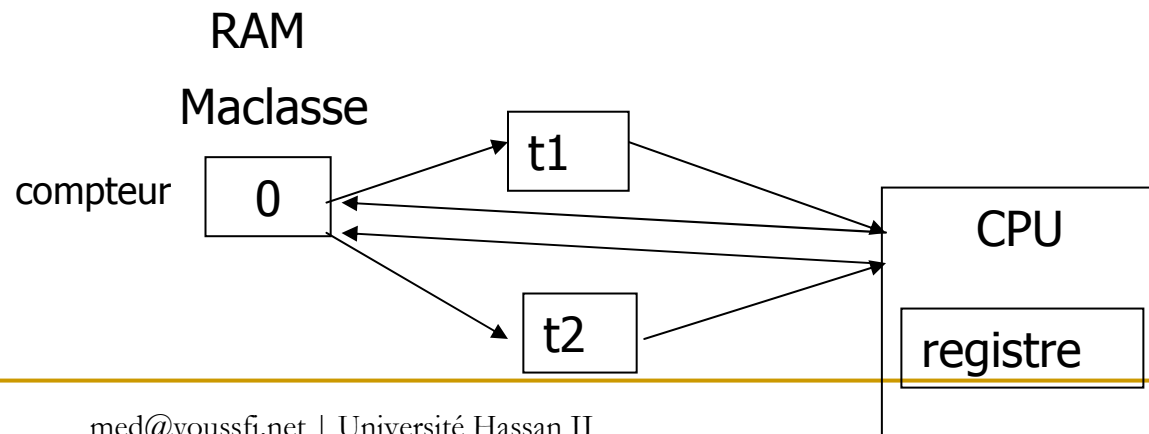 RAM
Maclasse
compteur
0
t1
t2
CPU
registre
med@youssfi.net | Université Hassan II